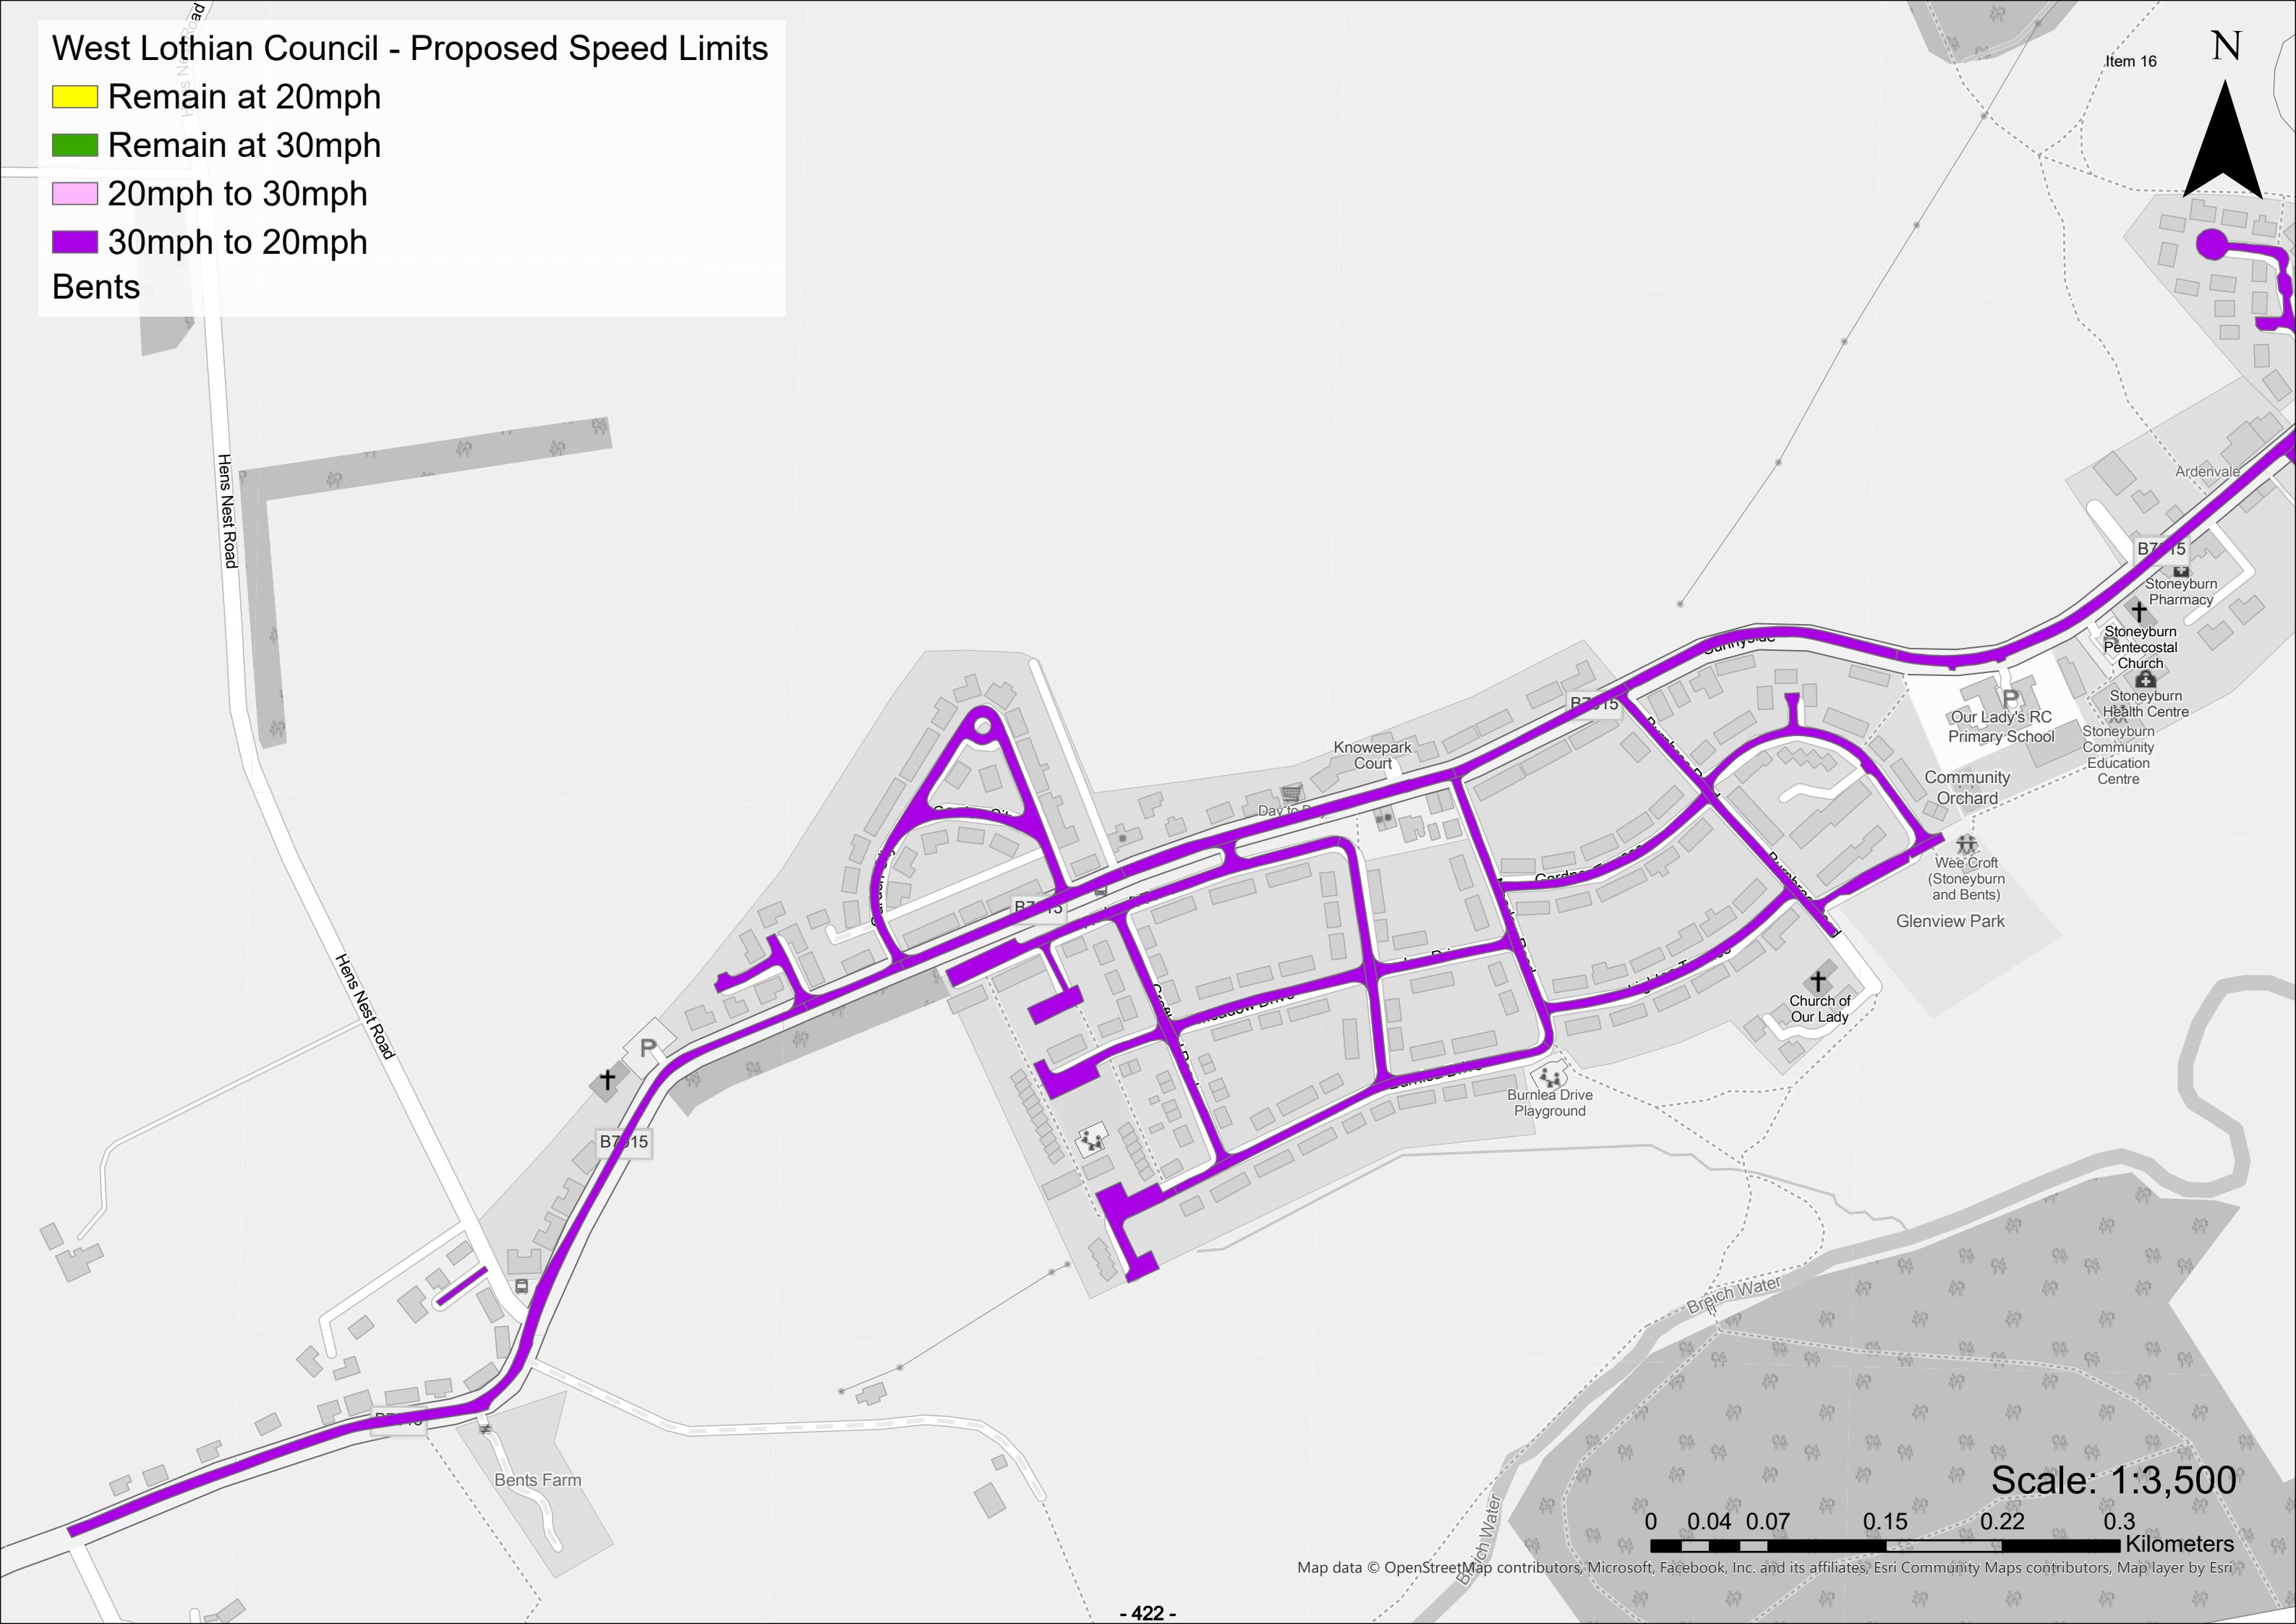 West Lothian Council - Proposed Speed Limits
Remain at 20mph
Remain at 30mph
20mph to 30mph
30mph to 20mph
Bents
Item 16
N
Hens Nest Road
Hens Nest Road
Ardenvale
Stoneyburn
Pharmacy
Stoneyburn
Pentecostal
Church
Stoneyburn
Health Centre
Our Lady's RC
Primary School
P
Stoneyburn
Community
Education
Centre
Community
Orchard
Knowepark
Court
Wee Croft
(Stoneyburn
and Bents)
Glenview Park
P
Church of
Our Lady
Burnlea Drive
Playground
B7015
Breich Water
Bents Farm
Breich Water
Scale: 1:3,500
0 0.04 0.07 0.15 0.22 0.3
Kilometers
Map data © OpenStreetMap contributors, Microsoft, Facebook, Inc. and its affiliates, Esri Community Maps contributors, Map layer by Esri
- 422 -